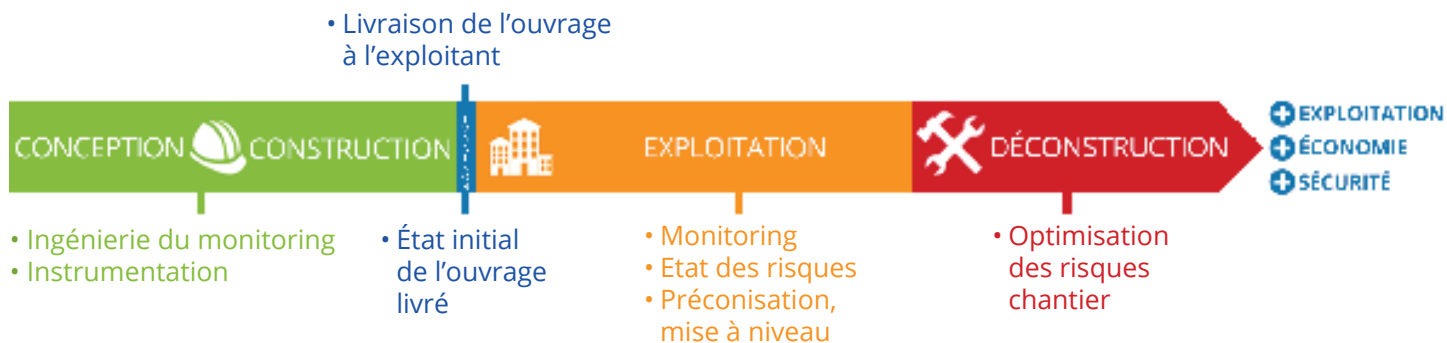 • Livraison de l’ouvrage
à l’exploitant
CONCEPTION
CONSTRUCTION
EXPLOITATION
DÉCONSTRUCTION
EXPLOITATION
ÉCONOMIE
SÉCURITÉ
• Ingénierie du monitoring
• Instrumentation
• État initial
de l’ouvrage
livré
• Monitoring
• Etat des risques
• Préconisation,
mise à niveau
• Optimisation
des risques
chantier